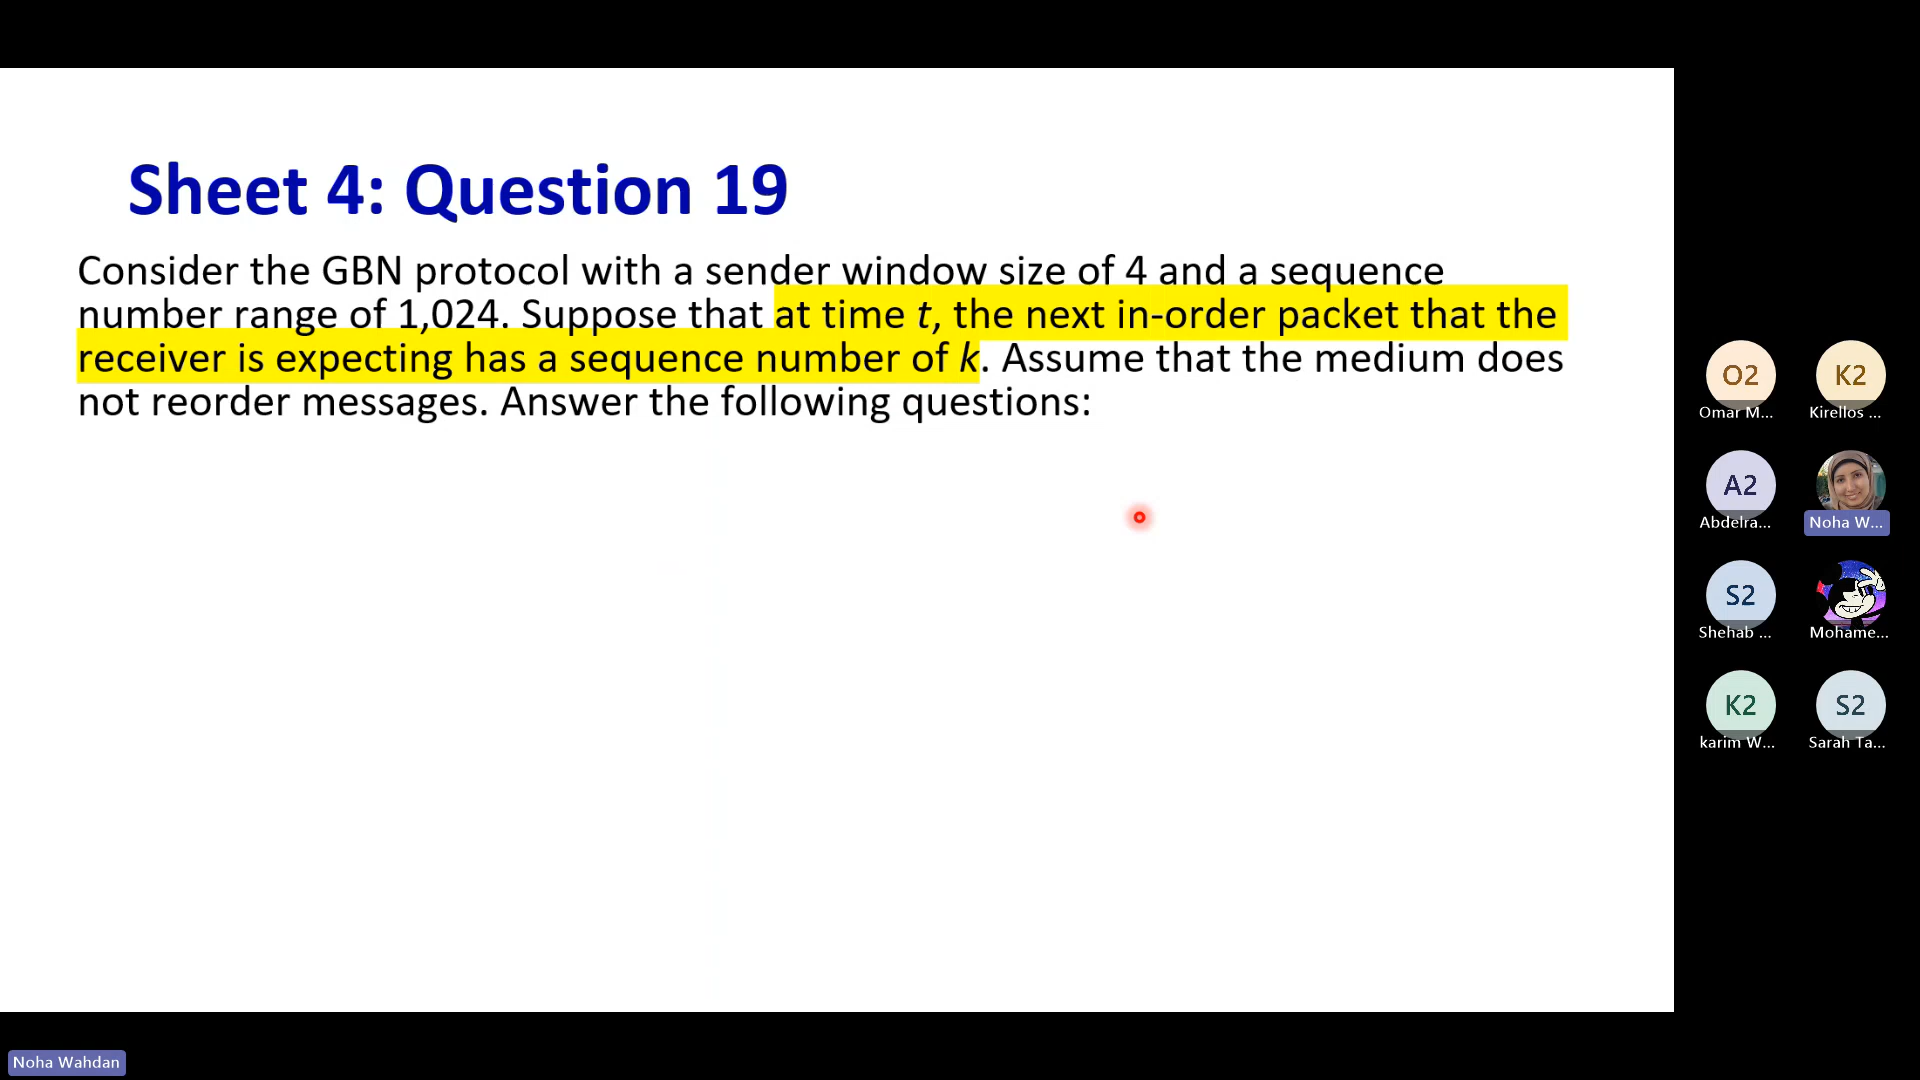 Sheet 4: Question 19
Consider the GBN protocol with a sender window size of 4 and a sequence
number range of 1,024. Suppose that at time t, the next in-order packet that the
receiver is expecting has a sequence number of k. Assume that the medium does
not reorder messages. Answer the following questions:
O2
K2
Omar M...
Kirellos ...
A2
Abdelra...
Noha W...
S2
Shehab ...
Mohame...
K2
S2
karim W...
Sarah Ta...
Noha Wahdan